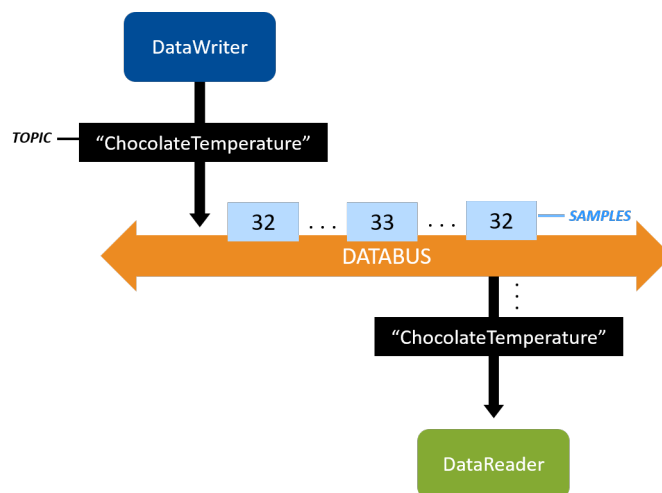 DataWriter
TOPIC
“ChocolateTemperature”
32 . . . 33 . . . 32
SAMPLES
DATABUS
“ChocolateTemperature”
DataReader